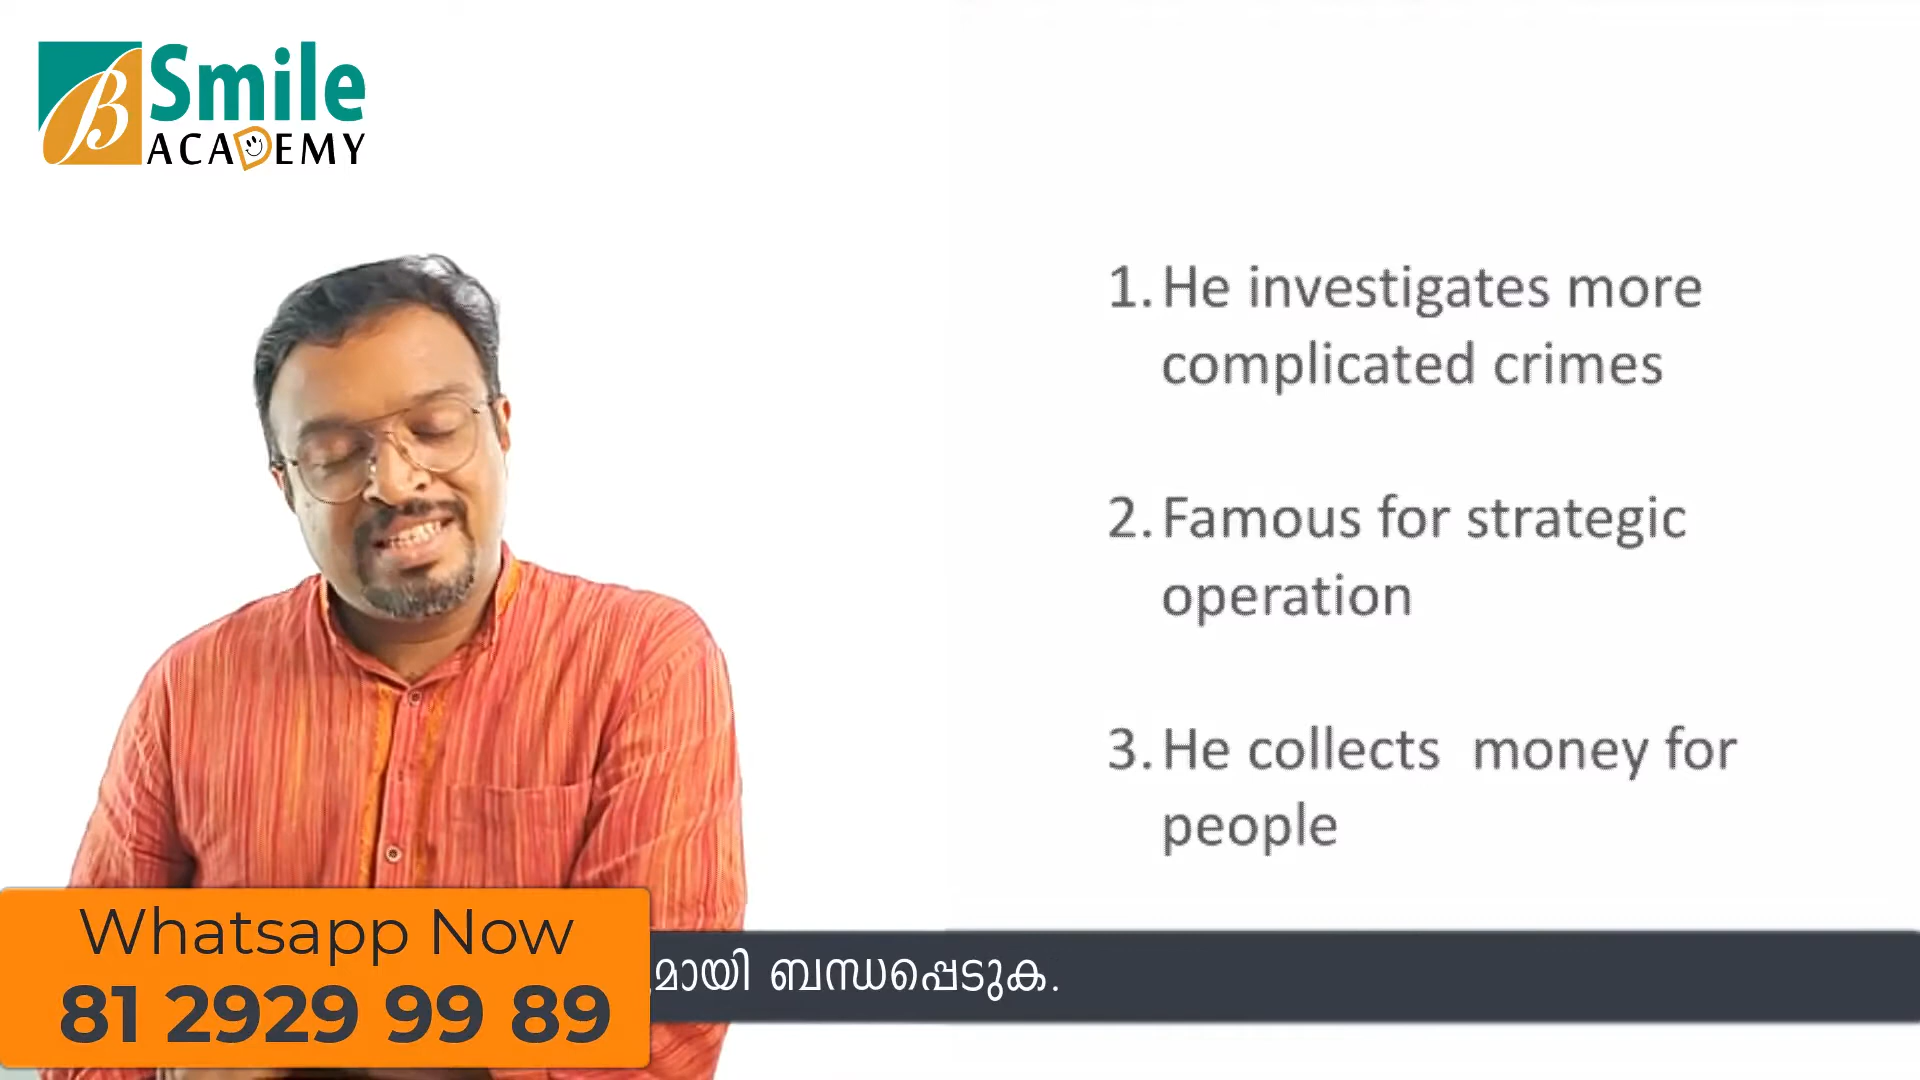 B Smile
ACADEMY
1. He investigates more
complicated crimes
2. Famous for strategic
operation
3. He collects money for
people
Whatsapp Now
81 2929 99 89
ബന്ധപ്പെടുക.